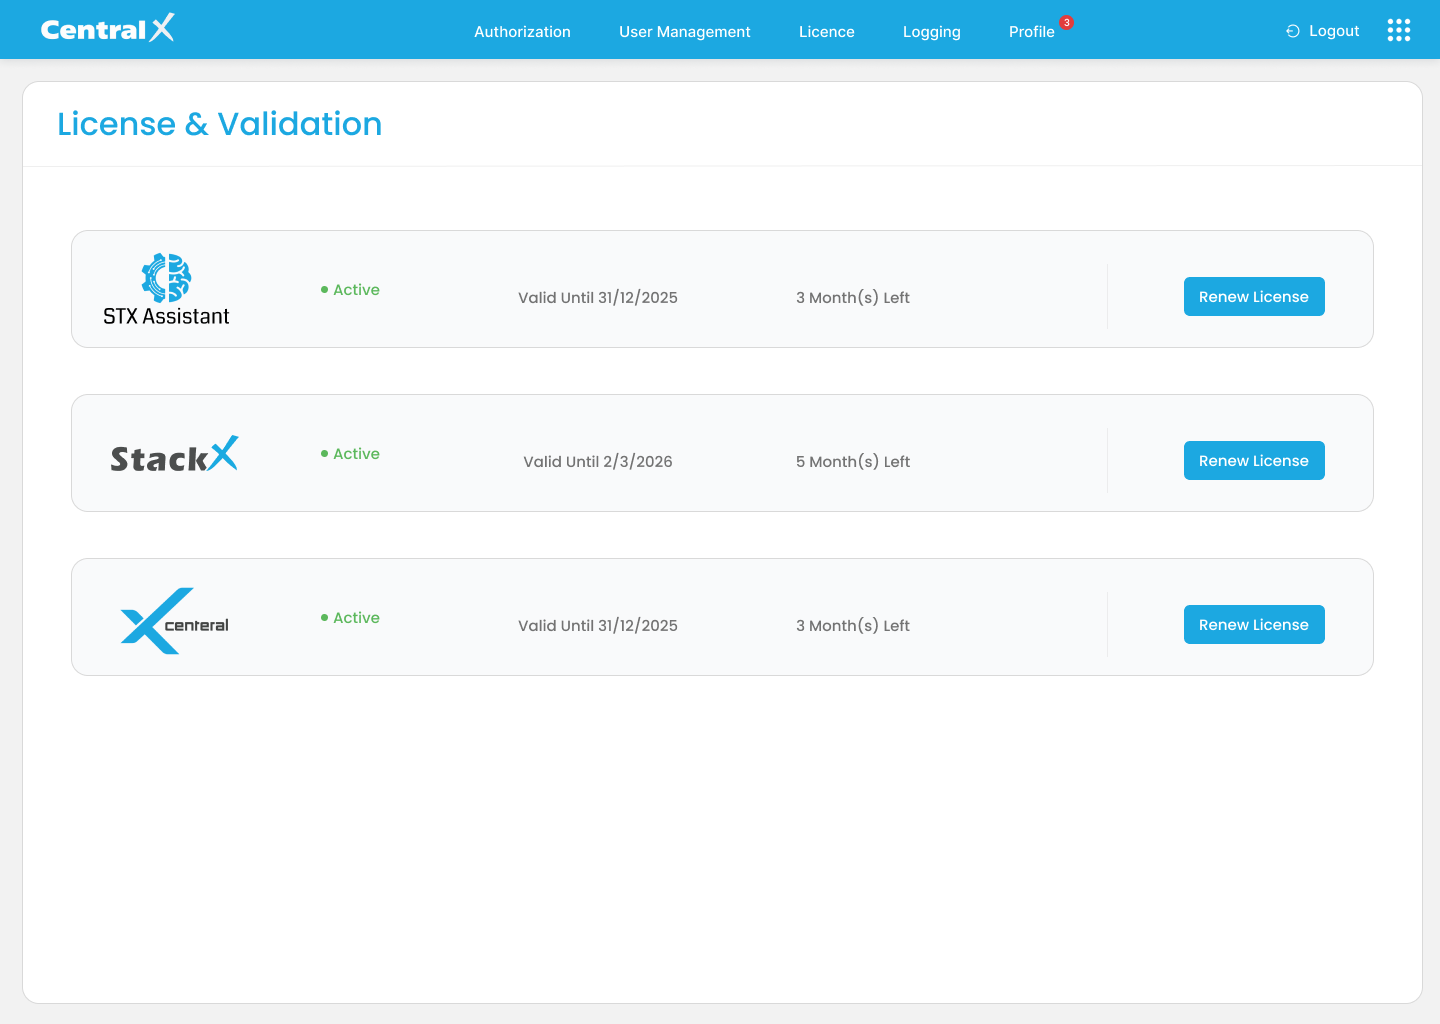 CentralX
Authorization
User Management
Licence
Logging
Profile
3
Logout
License & Validation
STX Assistant
Active
Valid Until 31/12/2025
3 Month(s) Left
Renew License
StackX
Active
Valid Until 2/3/2026
5 Month(s) Left
Renew License
X centeral
Active
Valid Until 31/12/2025
3 Month(s) Left
Renew License